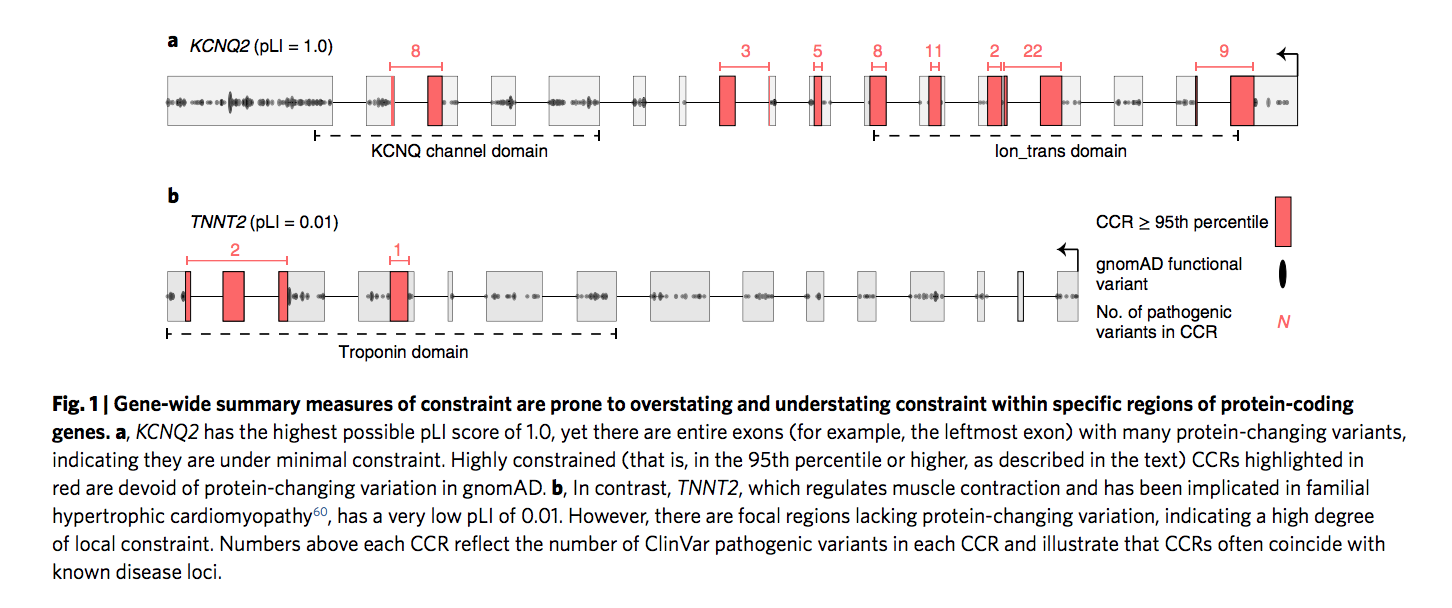 a KCNQ2 (pLI = 1.0)
8 3 5 8 11 2 22 9
KCNQ channel domain Ion_trans domain
b
TNNT2 (pLI = 0.01)
2 1
Troponin domain
CCR ≥ 95th percentile
gnomAD functional
variant
No. of pathogenic
variants in CCR
N
Fig. 1 | Gene-wide summary measures of constraint are prone to overstating and understating constraint within specific regions of protein-coding
genes. a, KCNQ2 has the highest possible pLI score of 1.0, yet there are entire exons (for example, the leftmost exon) with many protein-changing variants,
indicating they are under minimal constraint. Highly constrained (that is, in the 95th percentile or higher, as described in the text) CCRs highlighted in
red are devoid of protein-changing variation in gnomAD. b, In contrast, TNNT2, which regulates muscle contraction and has been implicated in familial
hypertrophic cardiomyopathy60, has a very low pLI of 0.01. However, there are focal regions lacking protein-changing variation, indicating a high degree
of local constraint. Numbers above each CCR reflect the number of ClinVar pathogenic variants in each CCR and illustrate that CCRs often coincide with
known disease loci.